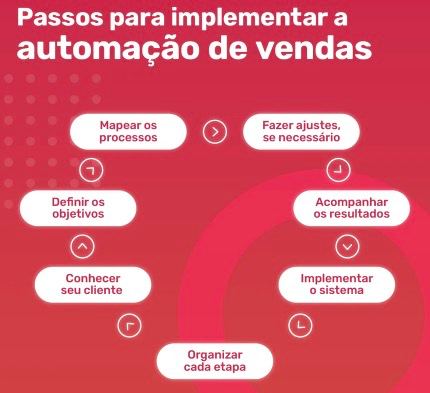 Passos para implementar a
automação de vendas
Mapear os
processos
Fazer ajustes,
se necessário
Definir os
objetivos
Acompanhar
os resultados
Conhecer
seu cliente
Implementar
o sistema
Organizar
cada etapa